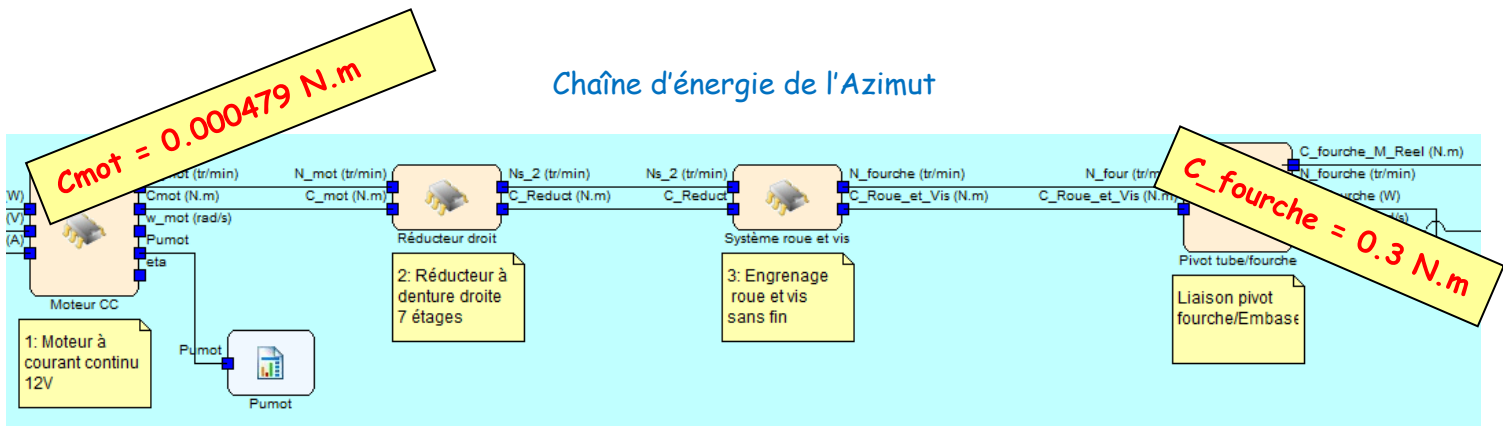 Chaîne d'énergie de l'Azimut
Cmot = 0.000479 N.m
C_fourche = 0.3 N.m
(W)
(V)
(A)
(tr/min)
Cmot (N.m)
w_mot (rad/s)
Pumot
eta
Moteur CC
1: Moteur à
courant continu
12V
Pumot
Pumot
N_mot (tr/min)
C_mot (N.m)
Ns_2 (tr/min)
C_Reduct (N.m)
Réducteur droit
2: Réducteur à
denture droite
7 étages
Ns_2 (tr/min)
C_Reduct
N_fourche (tr/min)
C_Roue_et_Vis (N.m)
Système roue et vis
3: Engrenage
roue et vis
sans fin
N_four (tr/m
C_Roue_et_Vis (N.m)
C_fourche_M_Reel (N.m)
N_fourche (tr/min)
(W)
Pivot tube/fourche
Liaison pivot
fourche/Embase